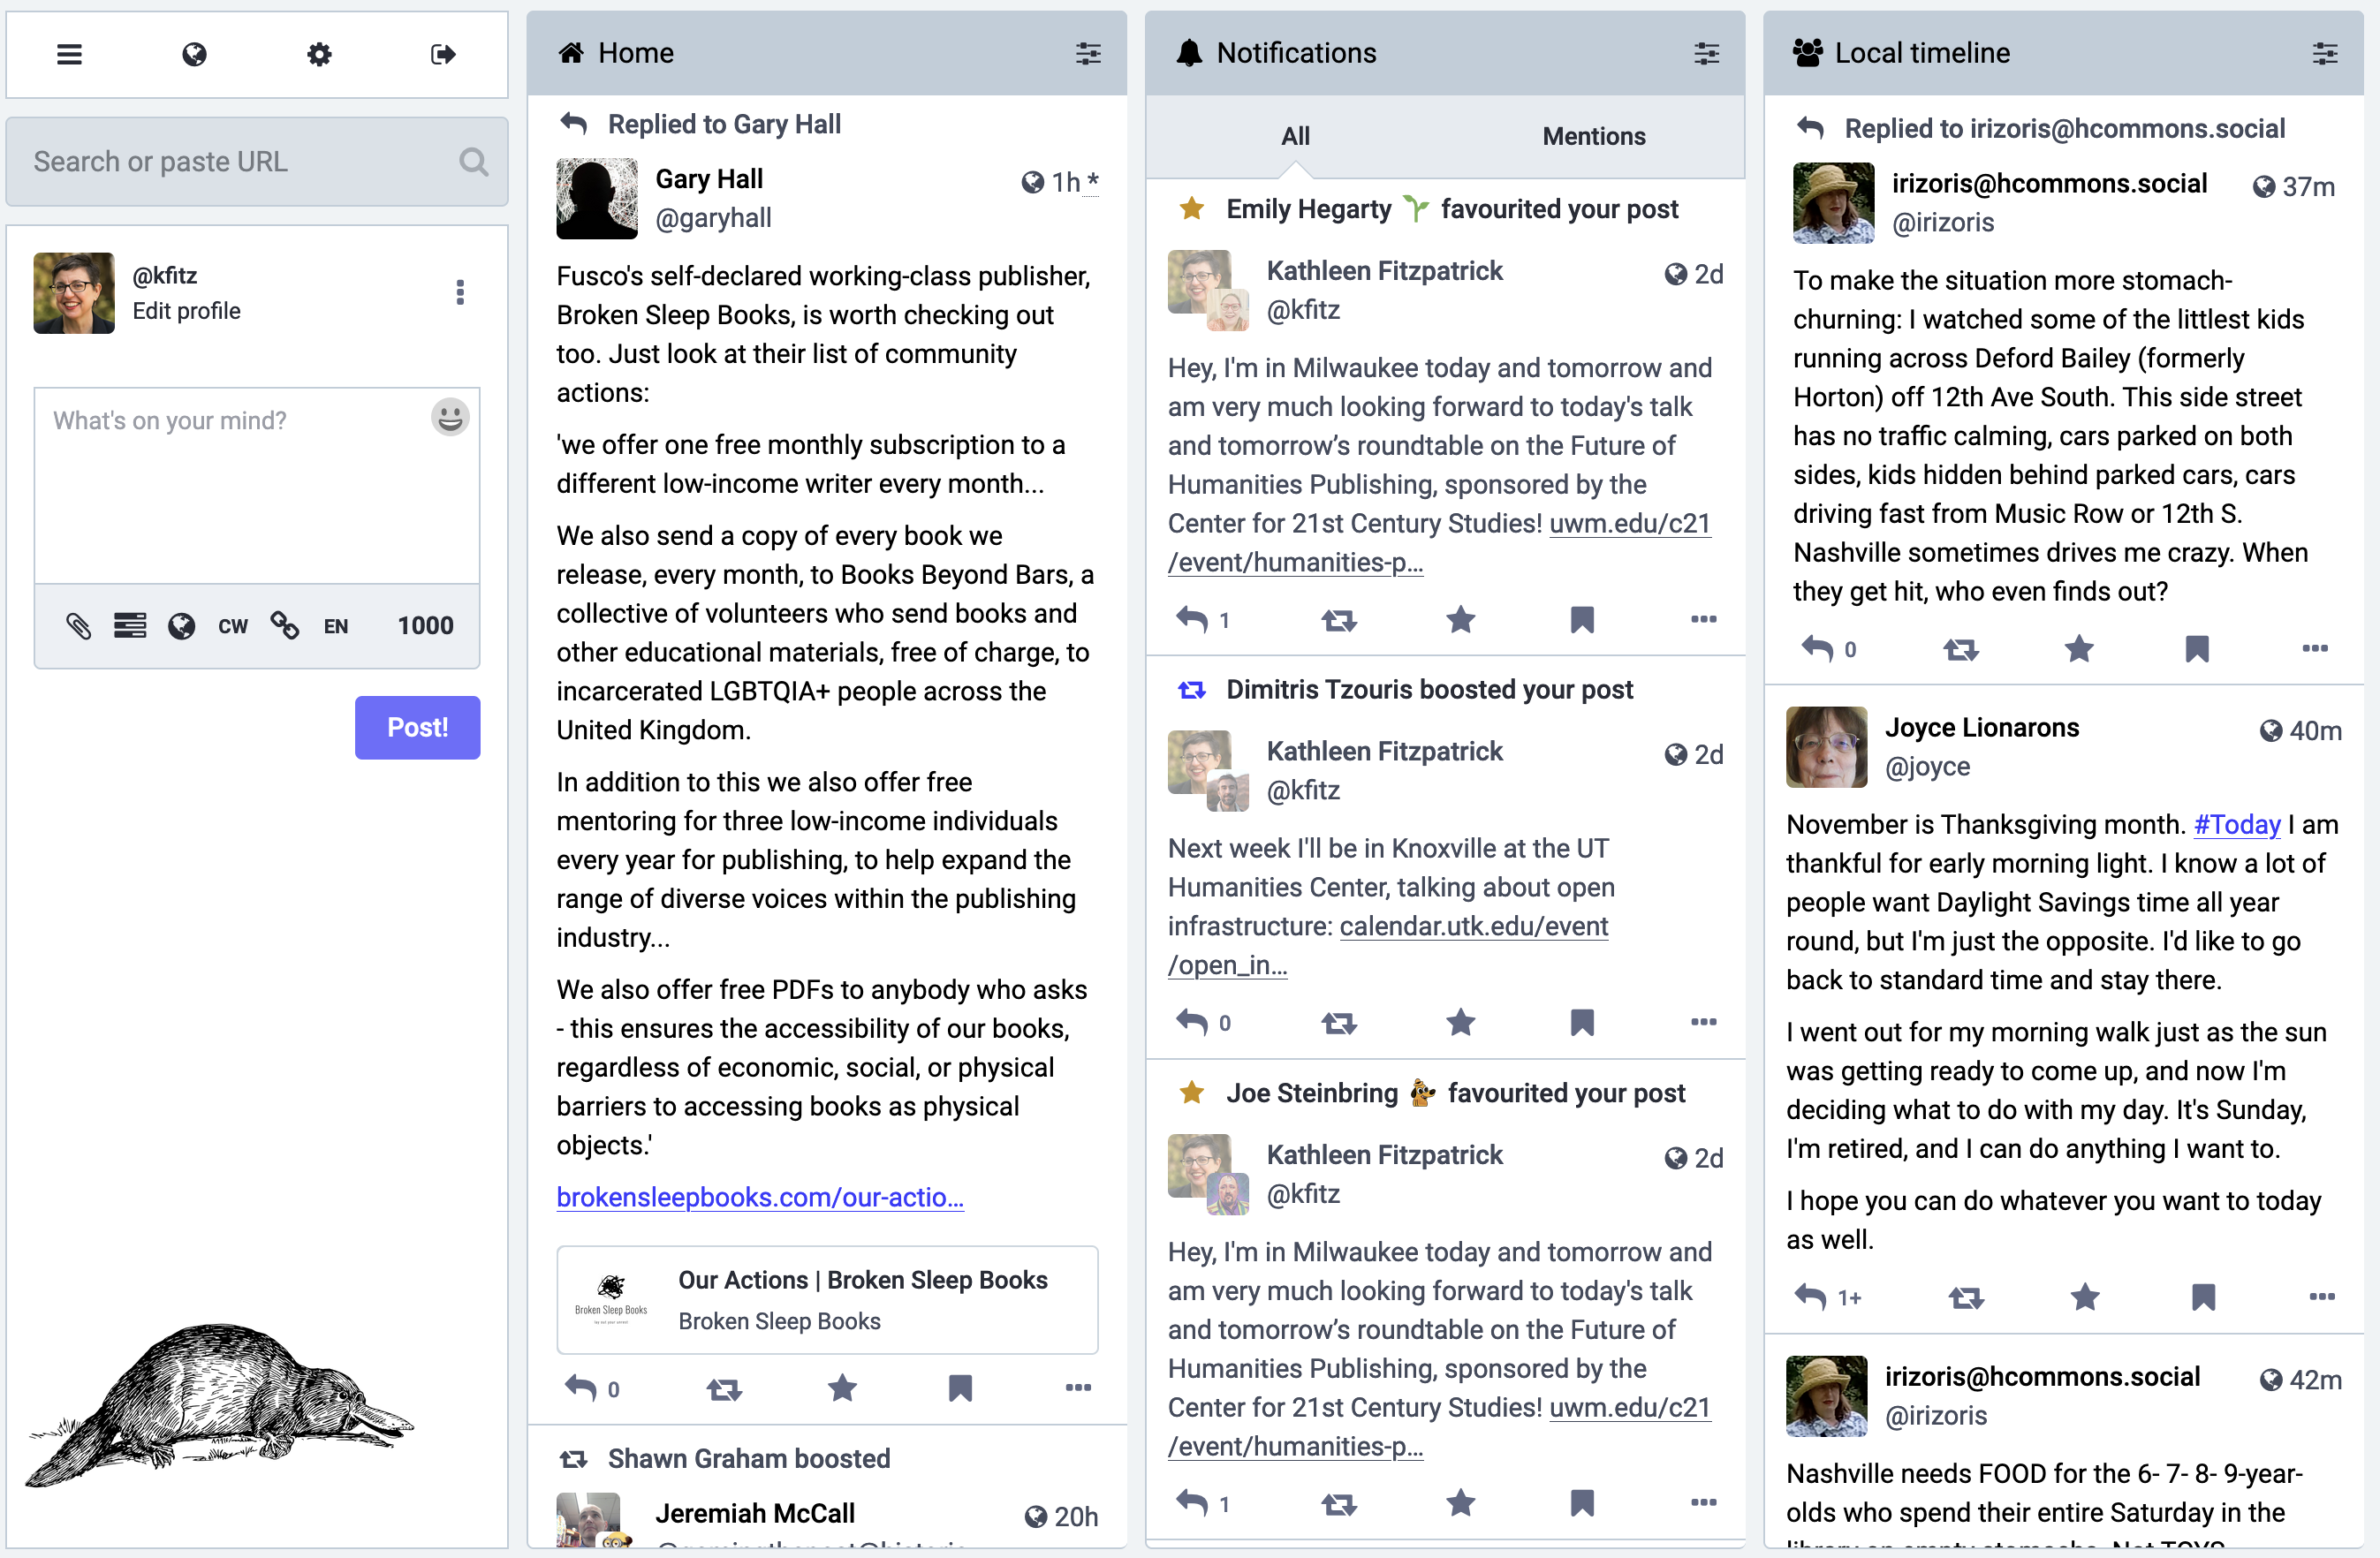 Search or paste URL
@kfitz
Edit profile
What's on your mind?
CW
EN
1000
Post!
Home
Replied to Gary Hall
Gary Hall
1h *
@garyhall
Fusco's self-declared working-class publisher,
Broken Sleep Books, is worth checking out
too. Just look at their list of community
actions:
'we offer one free monthly subscription to a
different low-income writer every month...
We also send a copy of every book we
release, every month, to Books Beyond Bars, a
collective of volunteers who send books and
other educational materials, free of charge, to
incarcerated LGBTQIA+ people across the
United Kingdom.
In addition to this we also offer free
mentoring for three low-income individuals
every year for publishing, to help expand the
range of diverse voices within the publishing
industry...
We also offer free PDFs to anybody who asks
- this ensures the accessibility of our books,
regardless of economic, social, or physical
barriers to accessing books as physical
objects.'
brokensleepbooks.com/our-actio...
Broken Sleep Books
Our Actions | Broken Sleep Books
Broken Sleep Books
0
Shawn Graham boosted
Jeremiah McCall
20h
Notifications
All
Mentions
Emily Hegarty favourited your post
Kathleen Fitzpatrick
2d
@kfitz
Hey, I'm in Milwaukee today and tomorrow and
am very much looking forward to today's talk
and tomorrow’s roundtable on the Future of
Humanities Publishing, sponsored by the
Center for 21st Century Studies! uwm.edu/c21
/event/humanities-p...
1
Dimitris Tzouris boosted your post
Kathleen Fitzpatrick
2d
@kfitz
Next week I'll be in Knoxville at the UT
Humanities Center, talking about open
infrastructure: calendar.utk.edu/event
/open_in...
0
Joe Steinbring favourited your post
Kathleen Fitzpatrick
2d
@kfitz
Hey, I'm in Milwaukee today and tomorrow and
am very much looking forward to today's talk
and tomorrow’s roundtable on the Future of
Humanities Publishing, sponsored by the
Center for 21st Century Studies! uwm.edu/c21
/event/humanities-p...
1
Local timeline
Replied to irizoris@hcommons.social
irizoris@hcommons.social
37m
@irizoris
To make the situation more stomach-
churning: I watched some of the littlest kids
running across Deford Bailey (formerly
Horton) off 12th Ave South. This side street
has no traffic calming, cars parked on both
sides, kids hidden behind parked cars, cars
driving fast from Music Row or 12th S.
Nashville sometimes drives me crazy. When
they get hit, who even finds out?
0
Joyce Lionarons
40m
@joyce
November is Thanksgiving month. #Today I am
thankful for early morning light. I know a lot of
people want Daylight Savings time all year
round, but I'm just the opposite. I'd like to go
back to standard time and stay there.
I went out for my morning walk just as the sun
was getting ready to come up, and now I'm
deciding what to do with my day. It's Sunday,
I'm retired, and I can do anything I want to.
I hope you can do whatever you want to today
as well.
1+
irizoris@hcommons.social
42m
@irizoris
Nashville needs FOOD for the 6- 7- 8- 9-year-
olds who spend their entire Saturday in the
library on empty stomachs. Not TOYS